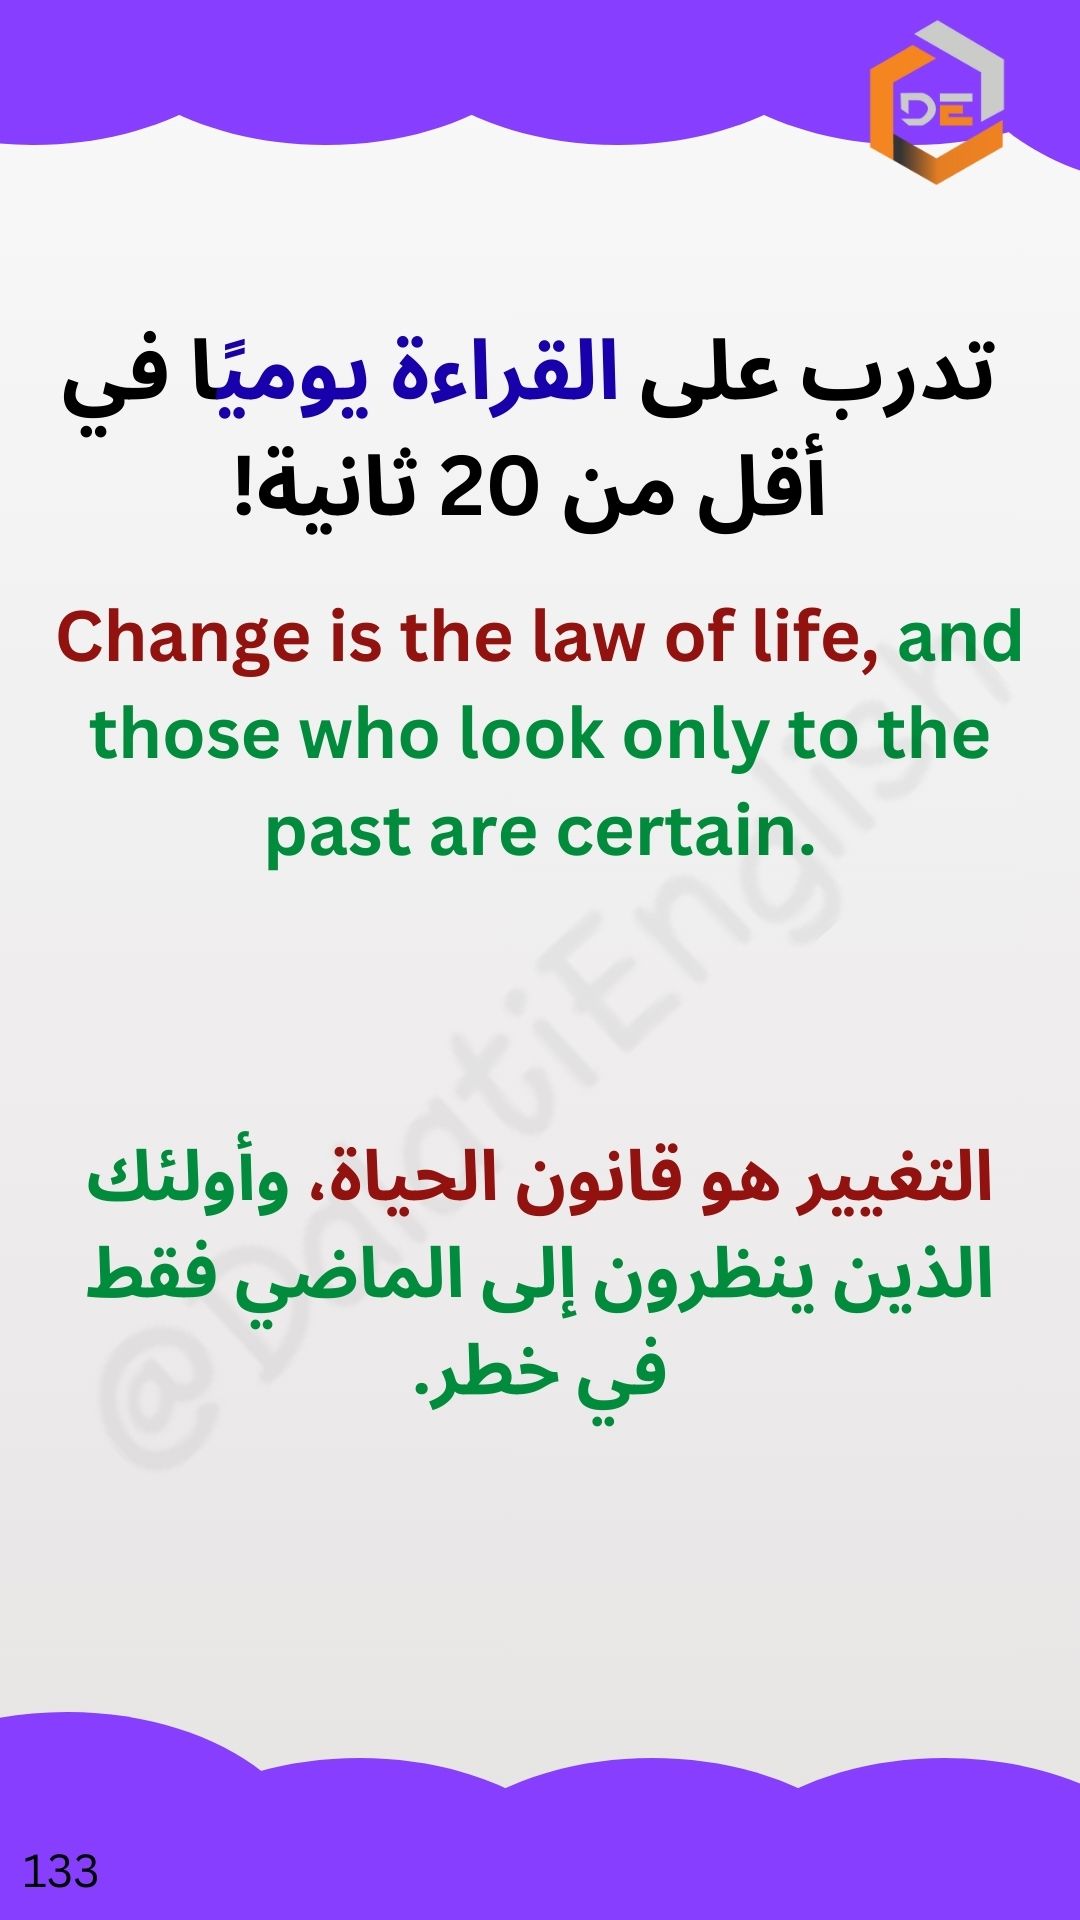 DE
تدرب على القراءة يوميًا في
أقل من 20 ثانية!
Change is the law of life, and
those who look only to the
past are certain.
@DalatiEnglish
التغيير هو قانون الحياة، وأولئك
الذين ينظرون إلى الماضي فقط
في خطر.
133